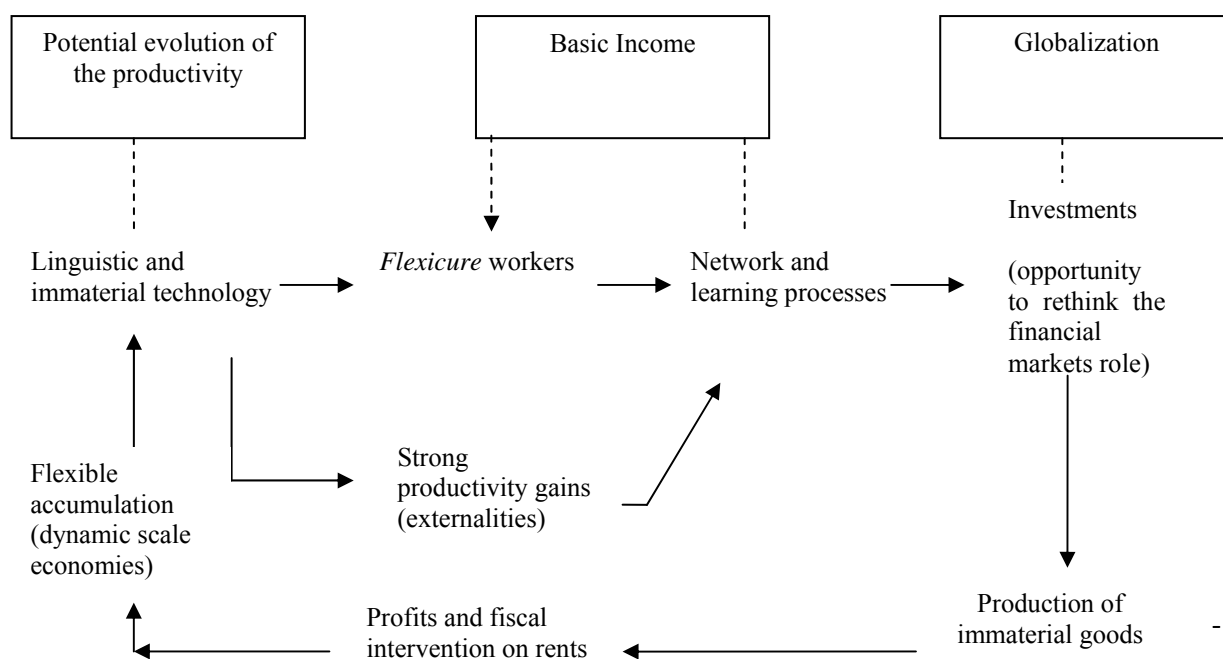 Potential evolution of
the productivity
Basic Income
Globalization
Linguistic and
immaterial technology
Flexicure workers
Network and
learning processes
Investments
(opportunity
to rethink the
financial
markets role)
Flexible
accumulation
(dynamic scale
economies)
Strong
productivity gains
(externalities)
Profits and fiscal
intervention on rents
Production of
immaterial goods
-